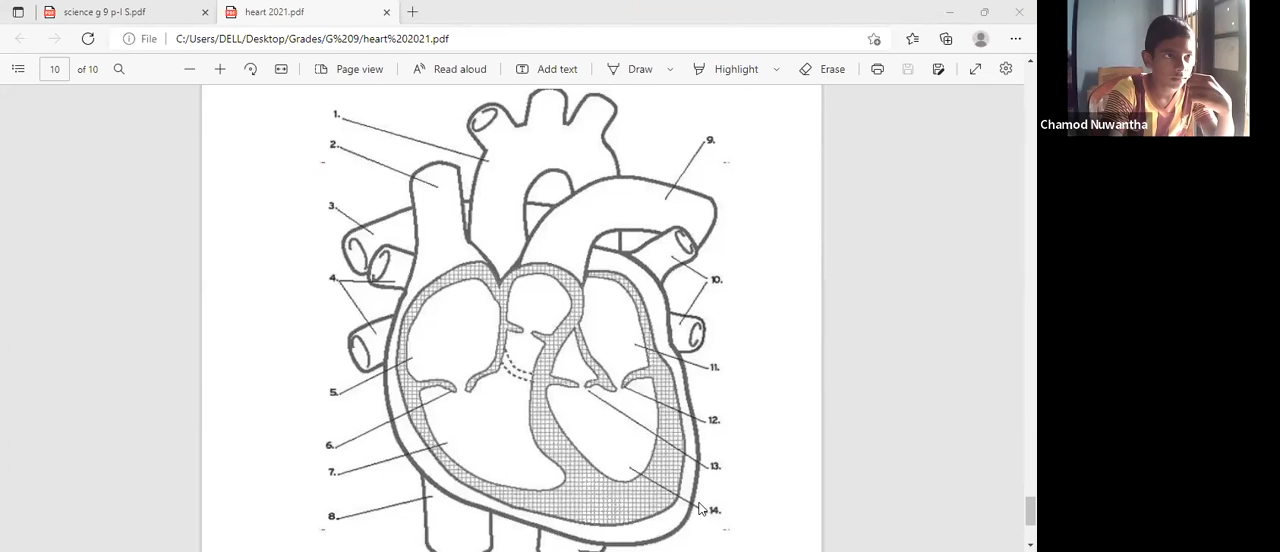 science g 9 p-I S.pdf
heart 2021.pdf
File
C:/Users/DELL/Desktop/Grades/G%209/heart%202021.pdf
10 of 10
Page view
Read aloud
Add text
Draw
Highlight
Erase
Chamod Nuwantha
1.
2.
3.
4.
5.
6.
7.
8.
9.
10.
11.
12.
13.
14.